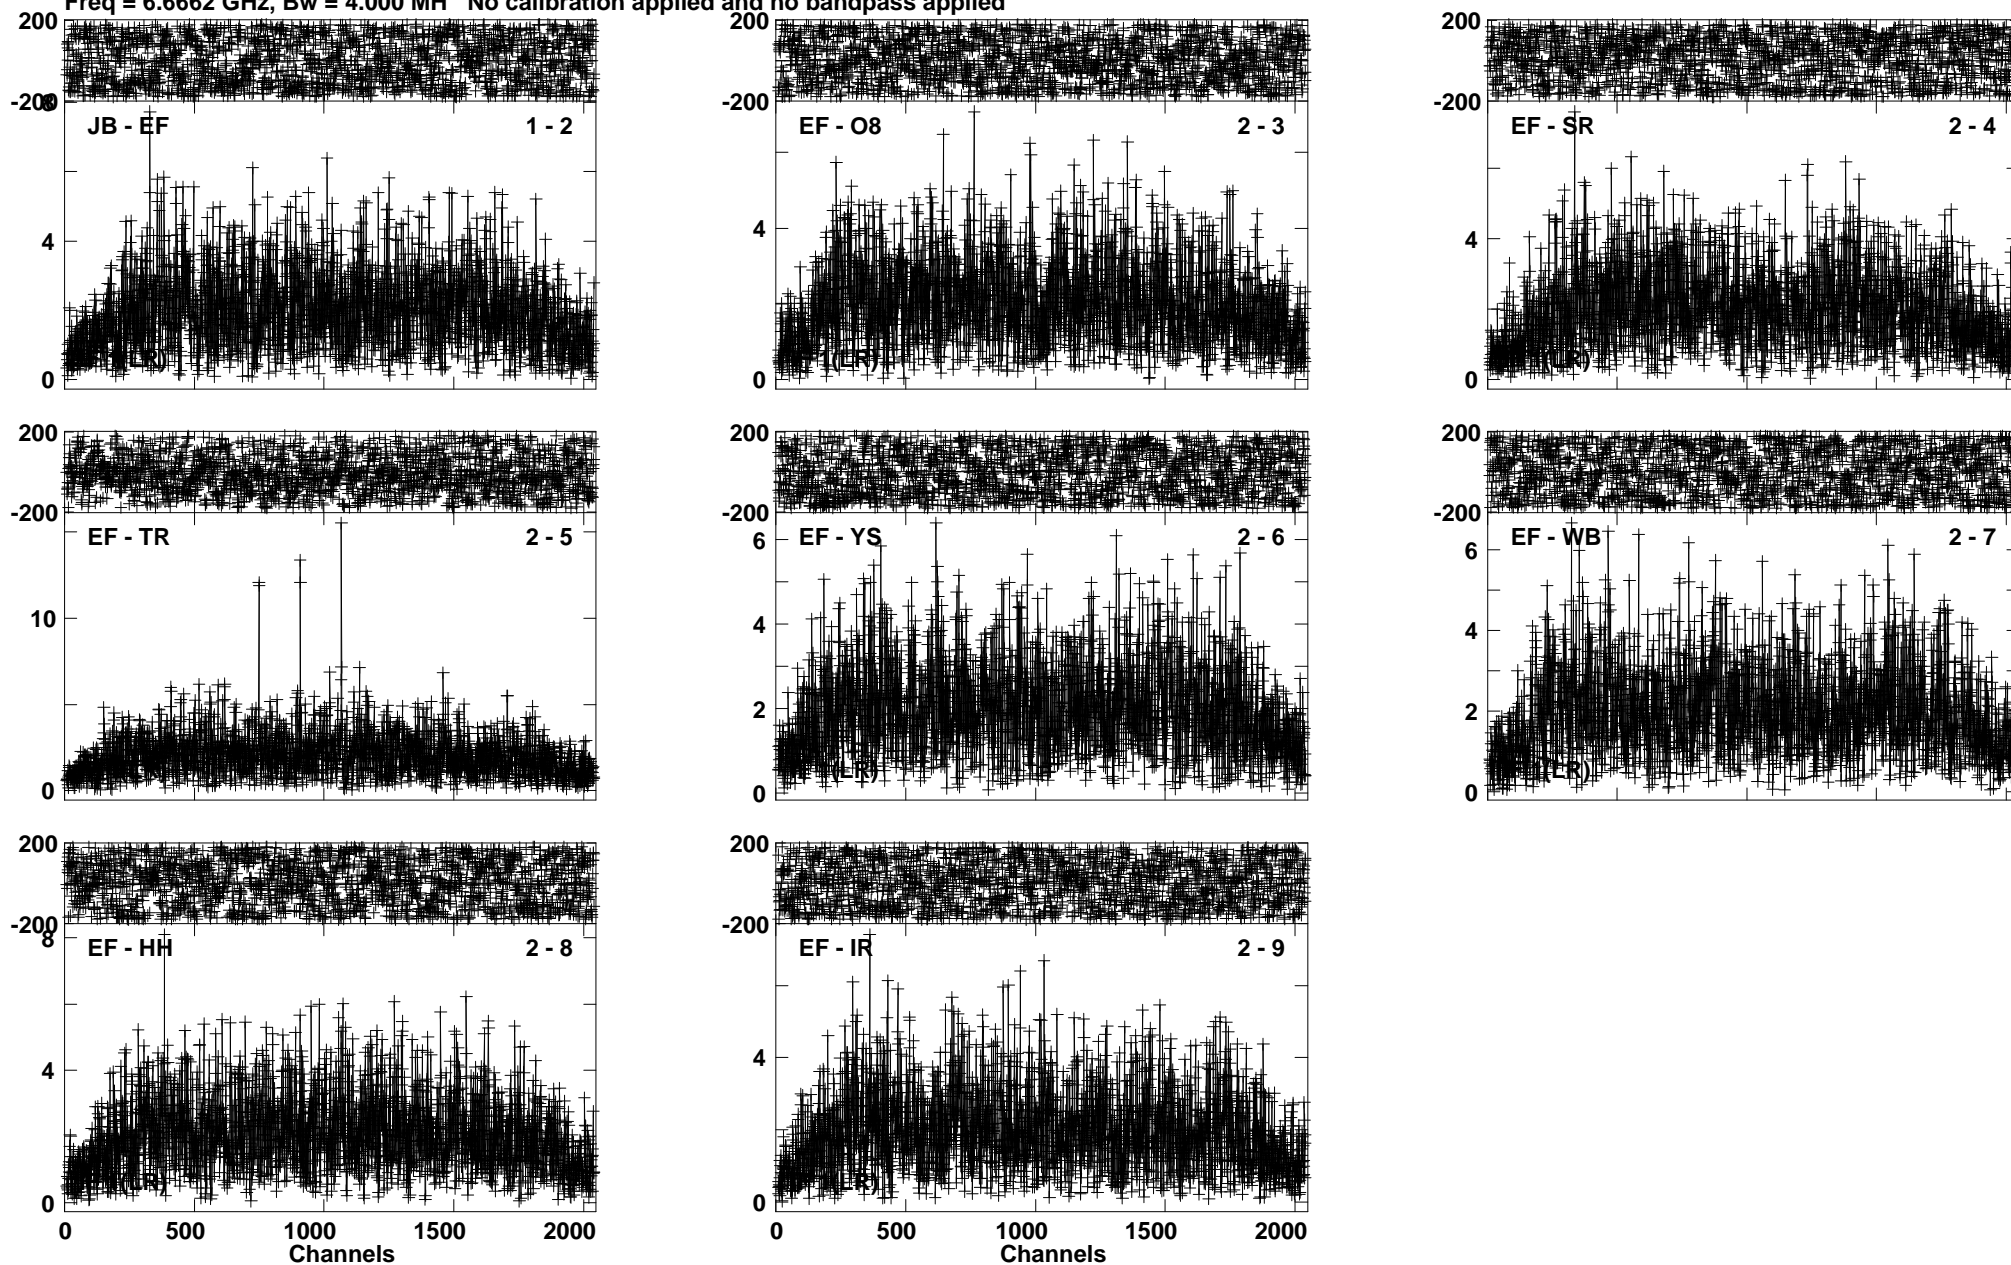 Freq = 6.6662 GHz, Bw = 4.000 MH No calibration applied and no bandpass applied
200 200 200
-200 -200 -200
8
JB - EF 1 - 2 EF - O8 2 - 3 EF - SR 2 - 4
4 4 4
(LR) 1(LR) (LR)
0 0 0
200 200 200
-200 -200 -200
EF - TR 2 - 5 EF - YS 2 - 6 EF - WB 2 - 7
6 6
10 4 4
2 2
(LR) (LR)
0 0 0
200 200
-200 -200
8
EF - HH 2 - 8 EF - IR 2 - 9
4 4
(LR) (LR)
0 0
0 500 1000 1500 2000 0 500 1000 1500 2000
Channels Channels